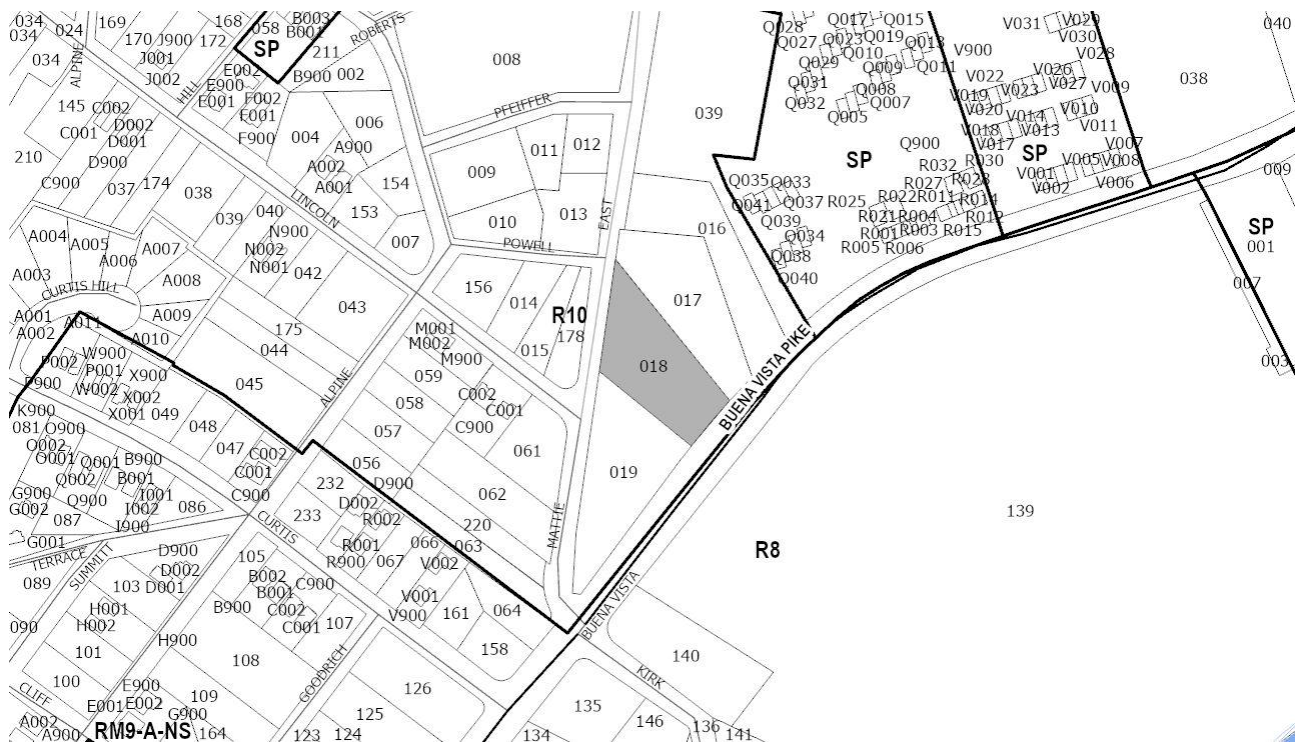 034
024
169
168
B003
058
B001
SP
170
J900
172
J001
J002
034
034
ALPINE
HILL
211
ROBERTS
B900
002
008
E002
E900
E001
F002
F001
F900
145
C002
C001
D002
D001
D900
210
C900
037
174
038
039
040
N900
N002
N001
042
043
004
006
A900
A002
A001
154
153
007
LINCOLN
PFEIFFER
009
010
011
012
013
POWELL
EAST
039
016
017
018
019
Q028
Q017
Q015
Q027
Q023
Q019
Q010
Q013
Q029
Q009
Q011
Q031
Q008
Q032
Q007
Q005
Q900
SP
V031
V029
V030
V028
V900
V026
V022
V027
V009
V019
V023
V020
V010
V014
V018
V013
V011
V017
V007
SP
V005
V008
V001
V002
V006
040
038
R032
R030
R027
R028
R022
R011
R014
R025
R021
R004
R012
R001
R003
R015
R005
R006
Q035
Q033
Q041
Q037
Q039
Q034
Q038
Q040
009
SP
001
007
003
A004
A005
A006
A007
A003
A008
CURTIS HILL
A001
A002
A009
A011
A010
175
044
045
P002
W900
P001
P900
W002
X900
X002
X001
049
048
047
C002
C001
C900
ALPINE
156
014
R10
015
178
M001
M002
M900
059
058
057
056
C002
C001
C900
061
062
220
D900
MATTIE
BUENA VISTA PIKE
K900
081
O900
O002
O001
Q001
Q002
Q900
B900
B001
I001
I002
I900
086
G900
G002
087
G001
TERRACE
SUMMITT
089
090
232
233
D002
R002
R001
R900
067
066
063
V002
V001
V900
161
064
158
CURTIS
139
R8
BUENA VISTA
D900
D002
103
D001
H001
H002
101
100
H900
105
B002
B001
B900
C900
C002
C001
107
108
109
GOODRICH
126
125
124
123
CLIFF
E900
E001
E002
G900
164
A002
A900
RM9-A-NS
KIRK
140
135
146
136
141
134